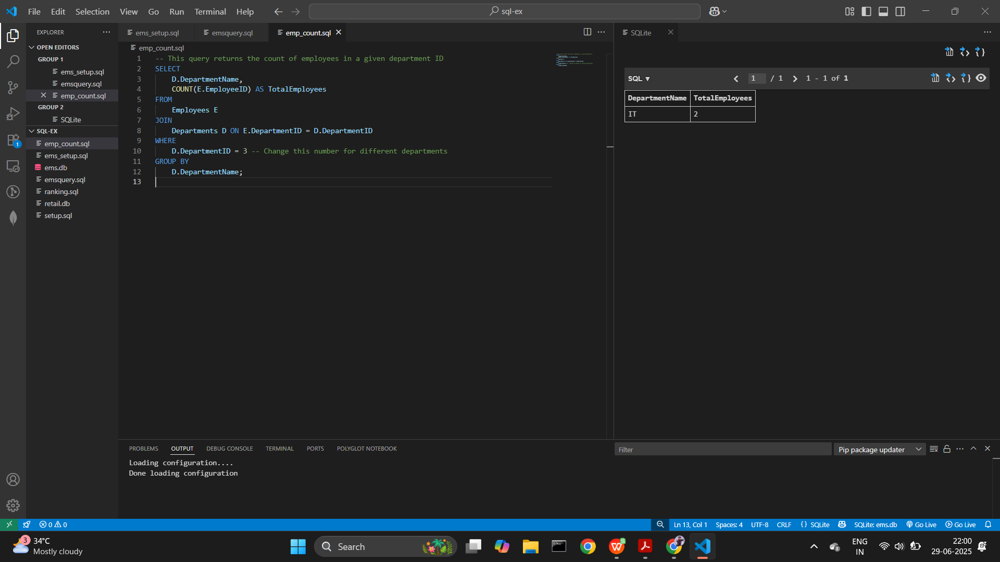 File Edit Selection View Go Run Terminal Help
sql-ex
EXPLORER
OPEN EDITORS
GROUP 1
ems_setup.sql
emsquery.sql
emp_count.sql
GROUP 2
SQLite
SQL-EX
emp_count.sql
ems_setup.sql
ems.db
emsquery.sql
ranking.sql
retail.db
setup.sql
1
ems_setup.sql emsquery.sql emp_count.sql
emp_count.sql
1 -- This query returns the count of employees in a given department ID
2 SELECT
3 D.DepartmentName,
4 COUNT(E.EmployeeID) AS TotalEmployees
5 FROM
6 Employees E
7 JOIN
8 Departments D ON E.DepartmentID = D.DepartmentID
9 WHERE
10 D.DepartmentID = 3 -- Change this number for different departments
11 GROUP BY
12 D.DepartmentName;
13
SQLite
SQL ▼ 1 / 1 1 - 1 of 1
DepartmentName TotalEmployees
IT 2
PROBLEMS OUTPUT DEBUG CONSOLE TERMINAL PORTS POLYGLOT NOTEBOOK
Filter Pip package updater
Loading configuration....
Done loading configuration
0 0 Ln 13, Col 1 Spaces: 4 UTF-8 CRLF {} SQLite SQLite: ems.db Go Live Go Live
3
34°C
Mostly cloudy
Search
ENG
IN
22:00
29-06-2025